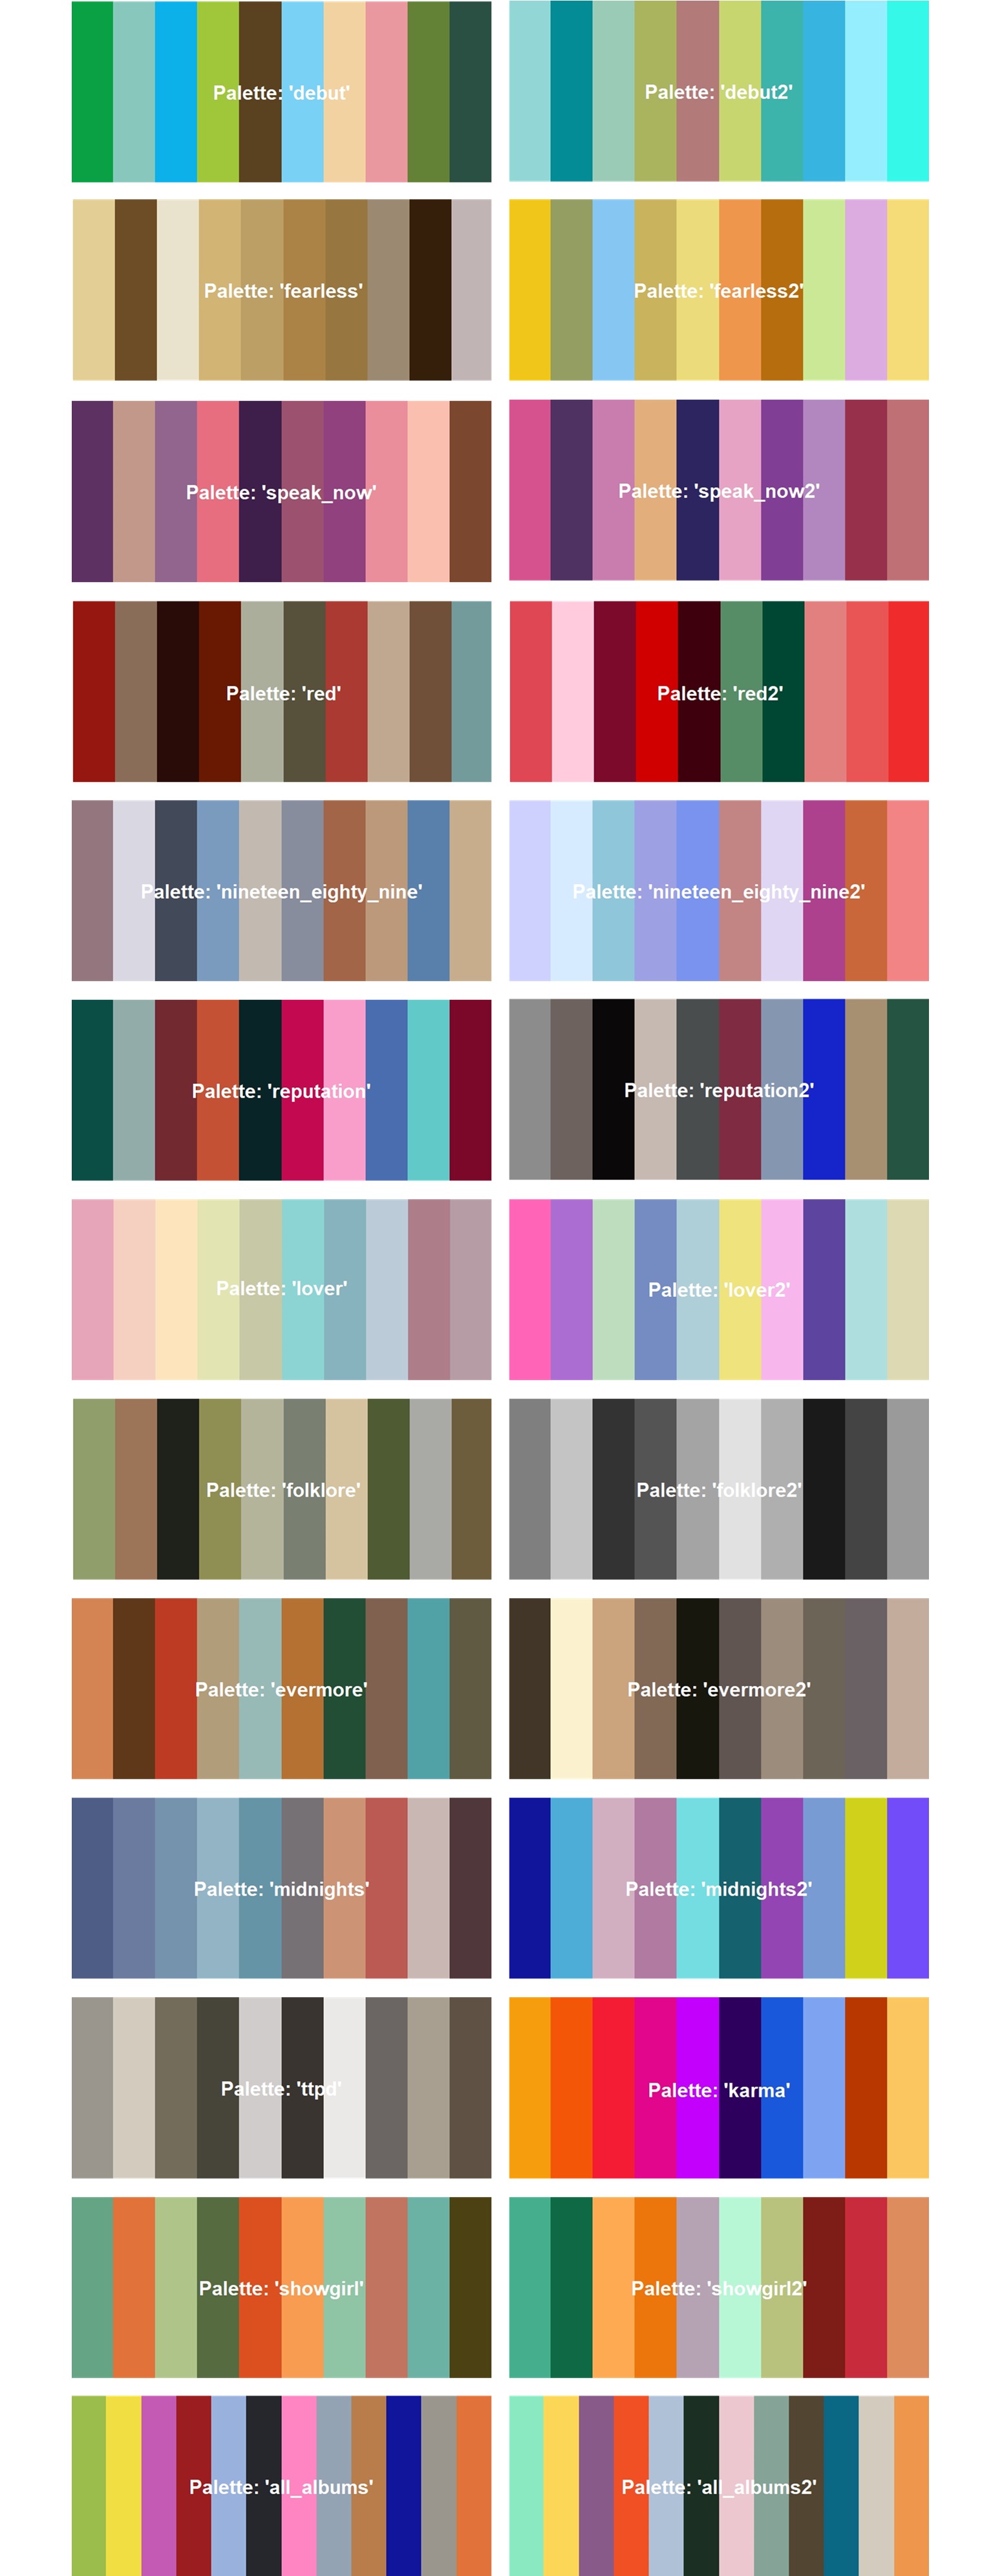 Palette: 'debut'
Palette: 'debut2'
Palette: 'fearless'
Palette: 'fearless2'
Palette: 'speak_now'
Palette: 'speak_now2'
Palette: 'red'
Palette: 'red2'
Palette: 'nineteen_eighty_nine'
Palette: 'nineteen_eighty_nine2'
Palette: 'reputation'
Palette: 'reputation2'
Palette: 'lover'
Palette: 'lover2'
Palette: 'folklore'
Palette: 'folklore2'
Palette: 'evermore'
Palette: 'evermore2'
Palette: 'midnights'
Palette: 'midnights2'
Palette: 'ttpd'
Palette: 'karma'
Palette: 'showgirl'
Palette: 'showgirl2'
Palette: 'all_albums'
Palette: 'all_albums2'